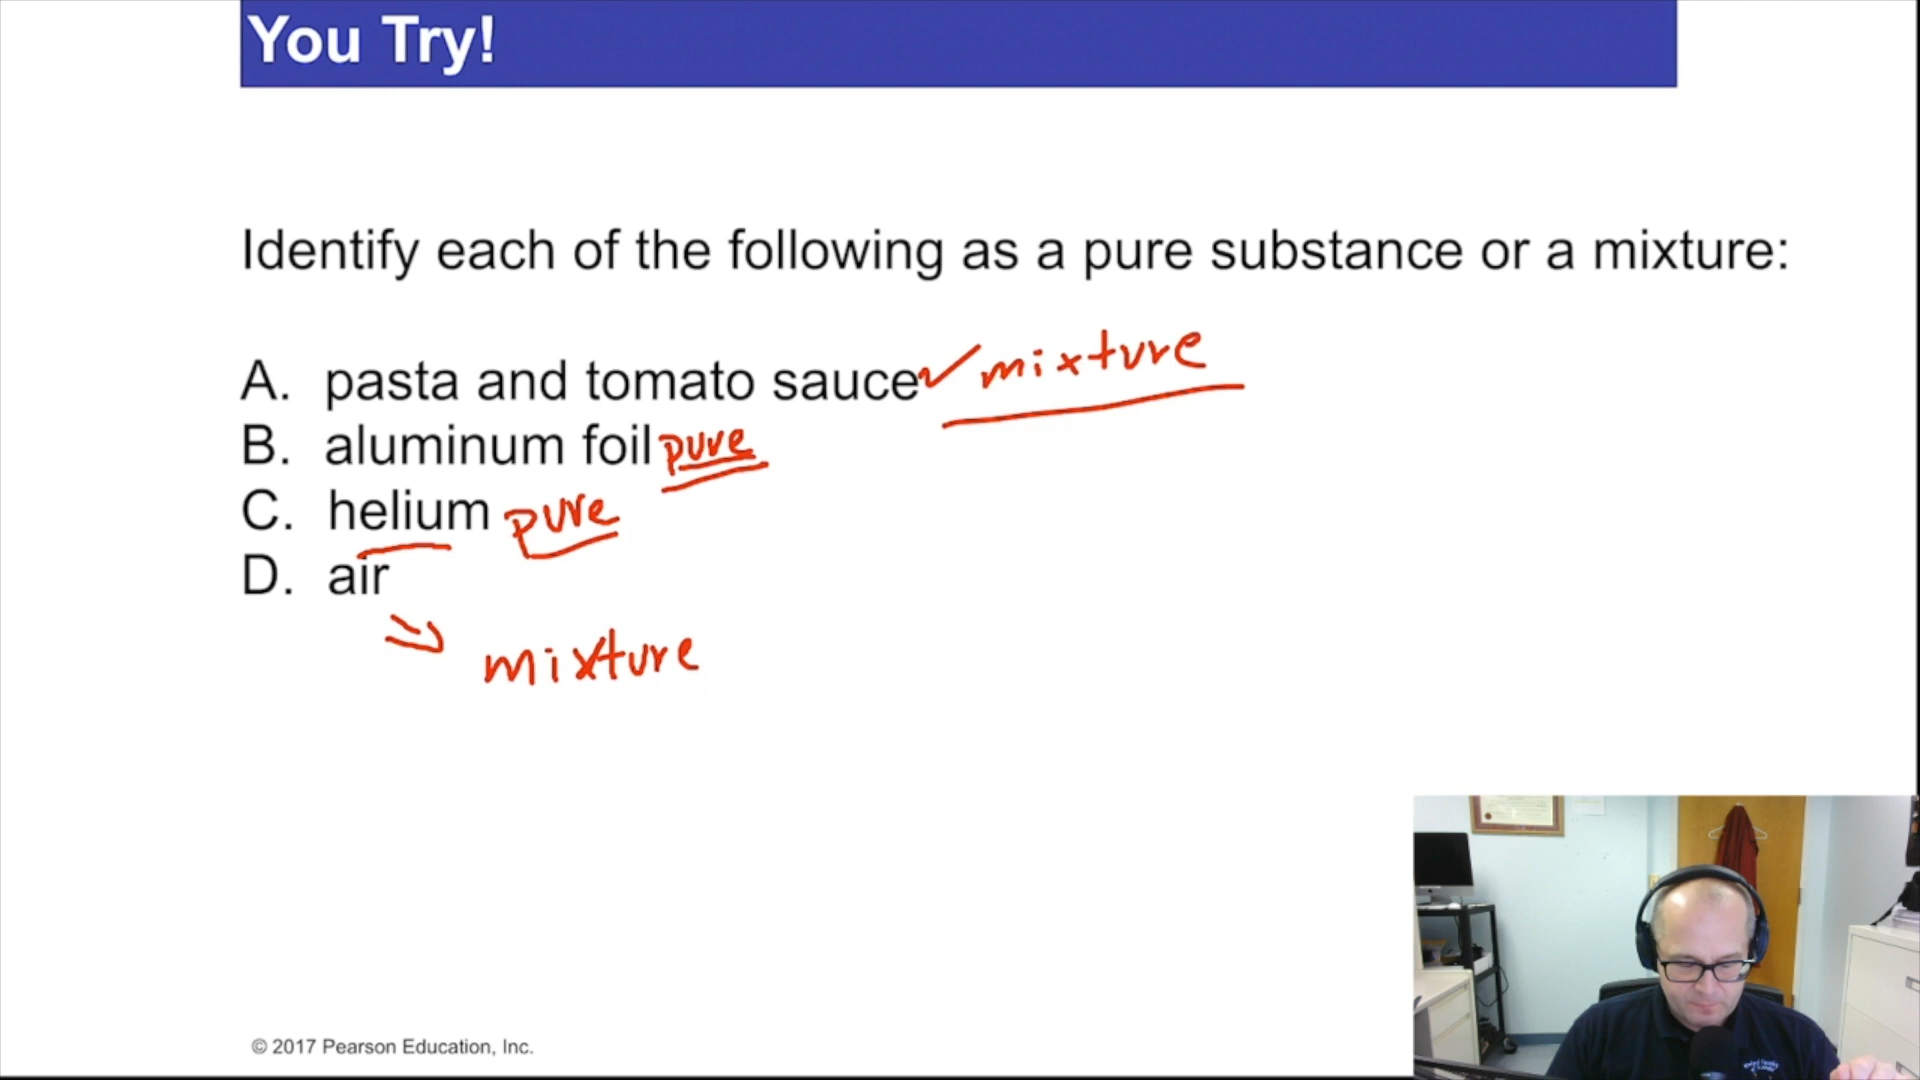 You Try!
Identify each of the following as a pure substance or a mixture:
A. pasta and tomato sauce ✓ mixture
B. aluminum foil pure
C. helium pure
D. air
⇒ mixture
© 2017 Pearson Education, Inc.